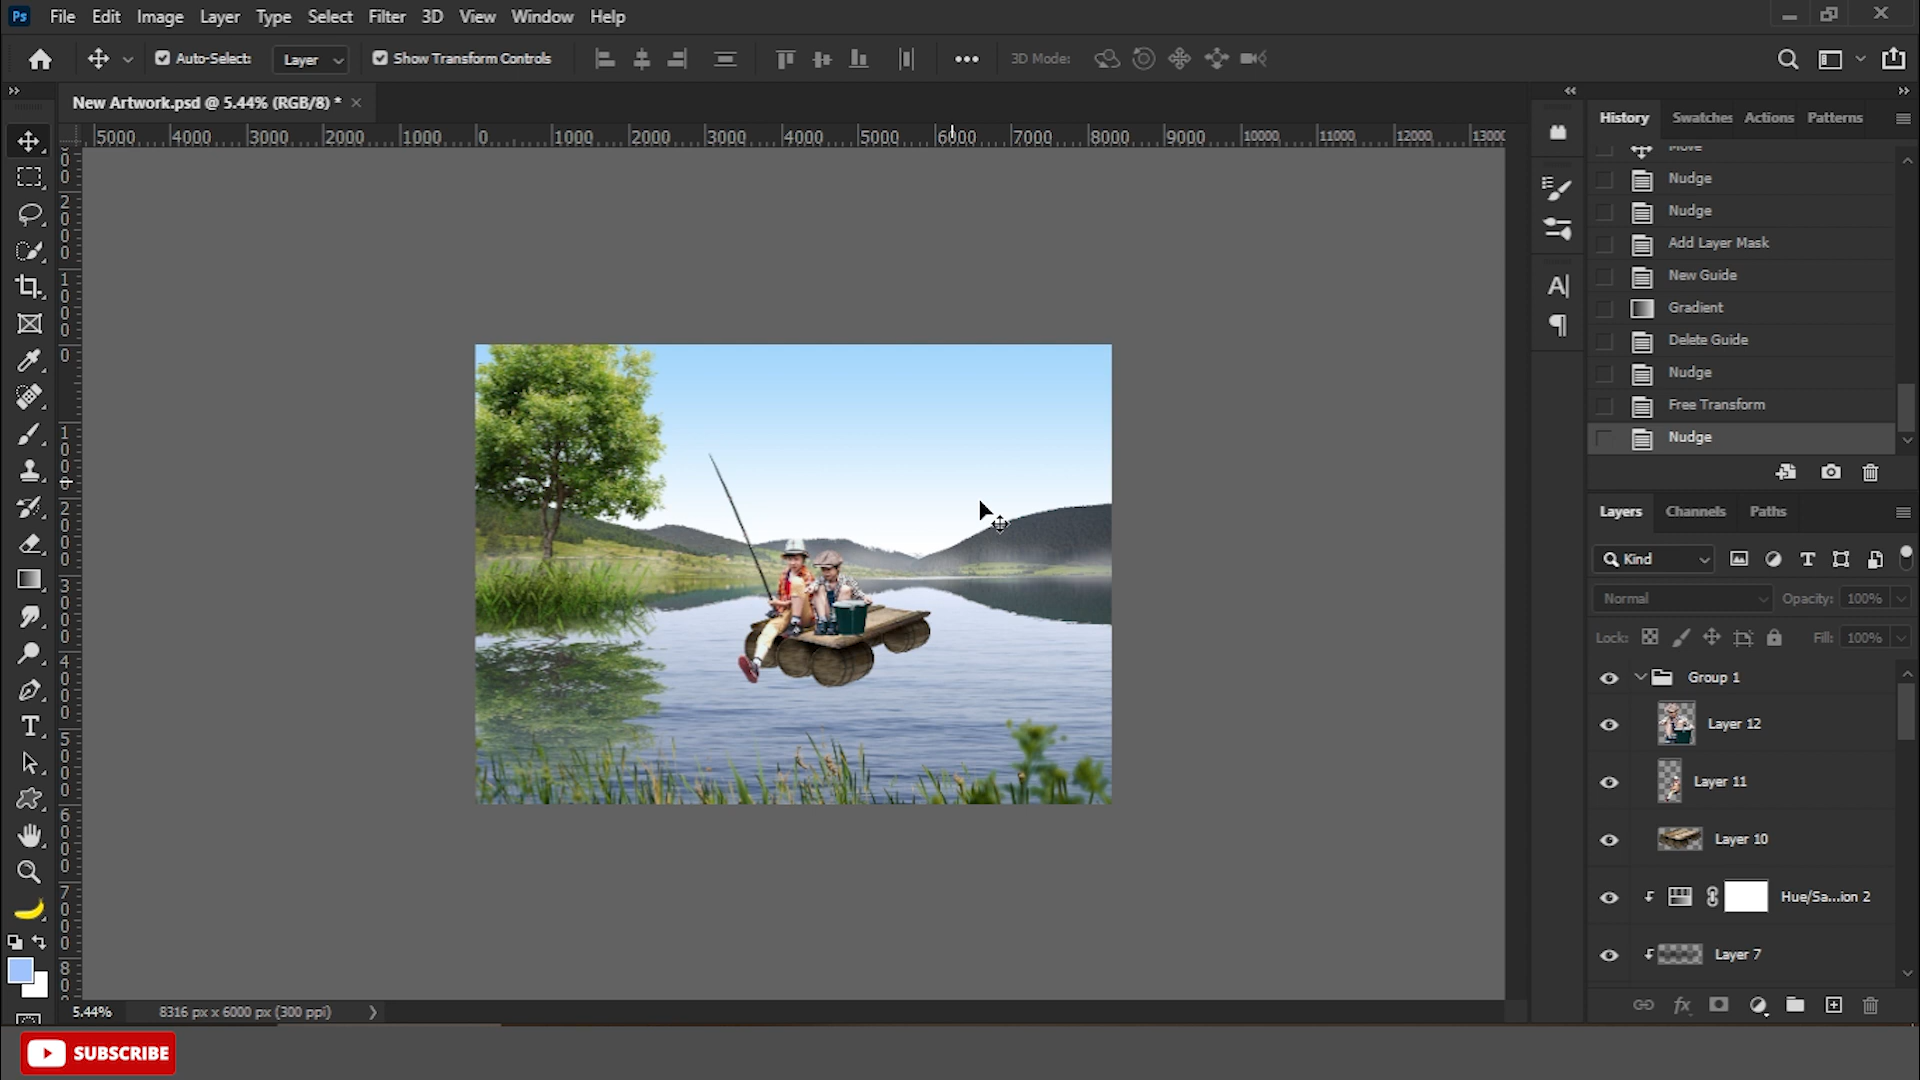 Ps File Edit Image Layer Type Select Filter 3D View Window Help
Auto-Select: Layer Show Transform Controls 3D Mode:
New Artwork.psd @ 5.44% (RGB/8) *
5000 4000 3000 2000 1000 0 1000 2000 3000 4000 5000 6000 7000 8000 9000 10000 11000 12000 13000
History Swatches Actions Patterns
Move
Nudge
Nudge
Add Layer Mask
New Guide
Gradient
Delete Guide
Nudge
Free Transform
Nudge
Layers Channels Paths
Kind
Normal Opacity: 100%
Lock: Fill: 100%
Group 1
Layer 12
Layer 11
Layer 10
Hue/Sa...ion 2
Layer 7
5.44% 8316 px x 6000 px (300 ppi)
SUBSCRIBE